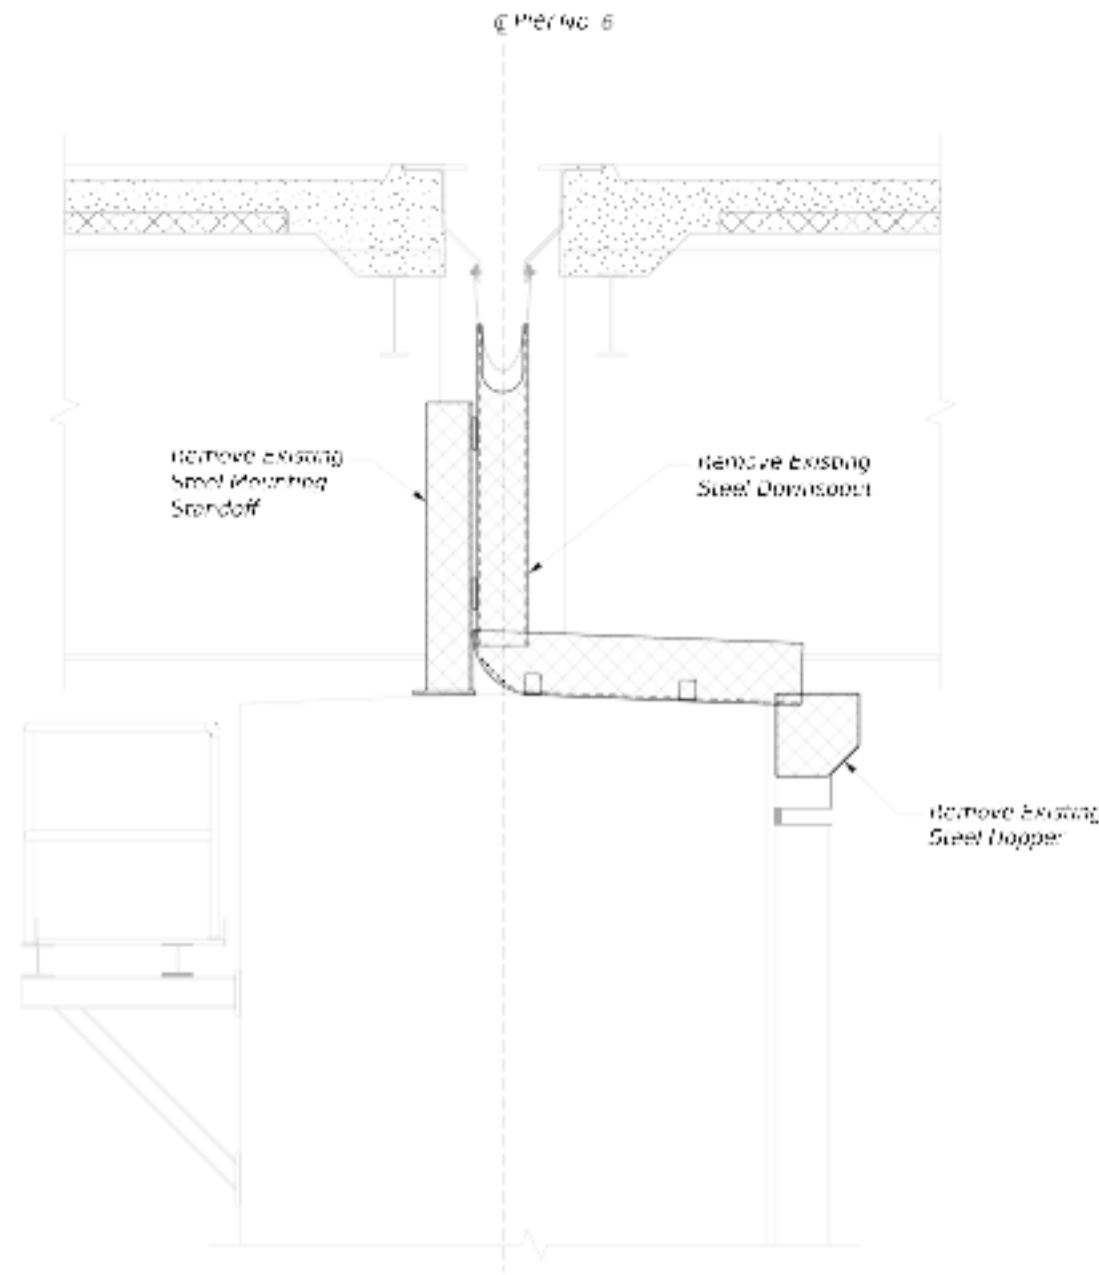 ℄ Pier No. 6
Remove Existing
Steel Mounting
Standoff
Remove Existing
Steel Downspout
Remove Existing
Steel Hopper